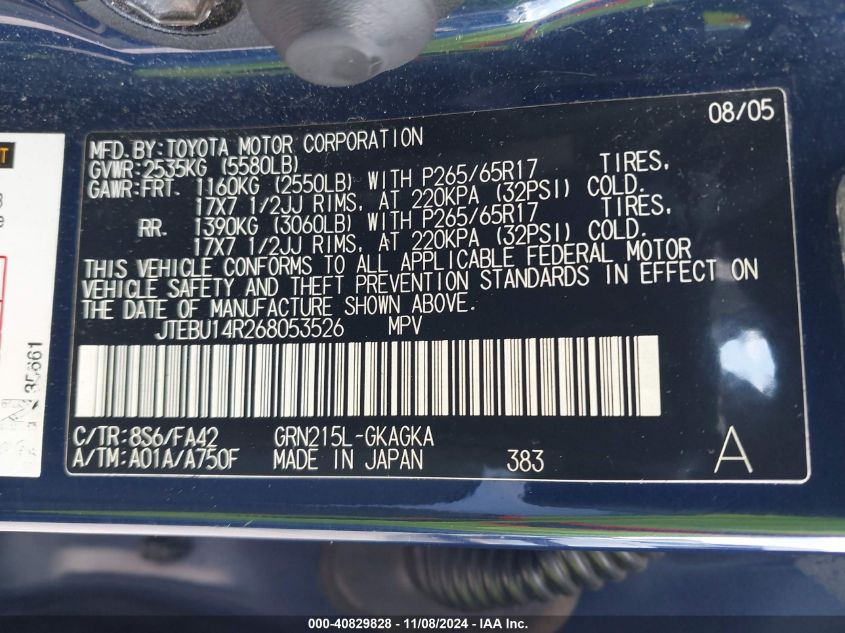 08/05
MFD.BY:TOYOTA MOTOR CORPORATION
GVWR:2535KG (5580LB)
GAWR:FRT. 1160KG (2550LB) WITH P265/65R17 TIRES,
17X7 1/2JJ RIMS, AT 220KPA (32PSI) COLD.
RR. 1390KG (3060LB) WITH P265/65R17 TIRES,
17X7 1/2JJ RIMS, AT 220KPA (32PSI) COLD.
THIS VEHICLE CONFORMS TO ALL APPLICABLE FEDERAL MOTOR
VEHICLE SAFETY AND THEFT PREVENTION STANDARDS IN EFFECT ON
THE DATE OF MANUFACTURE SHOWN ABOVE.
JTEBU14R268053526 MPV
C/TR:8S6/FA42 GRN215L-GKAGKA
A/TM:A01A/A750F MADE IN JAPAN 383 A
35661
000-40829828 - 11/08/2024 - IAA Inc.